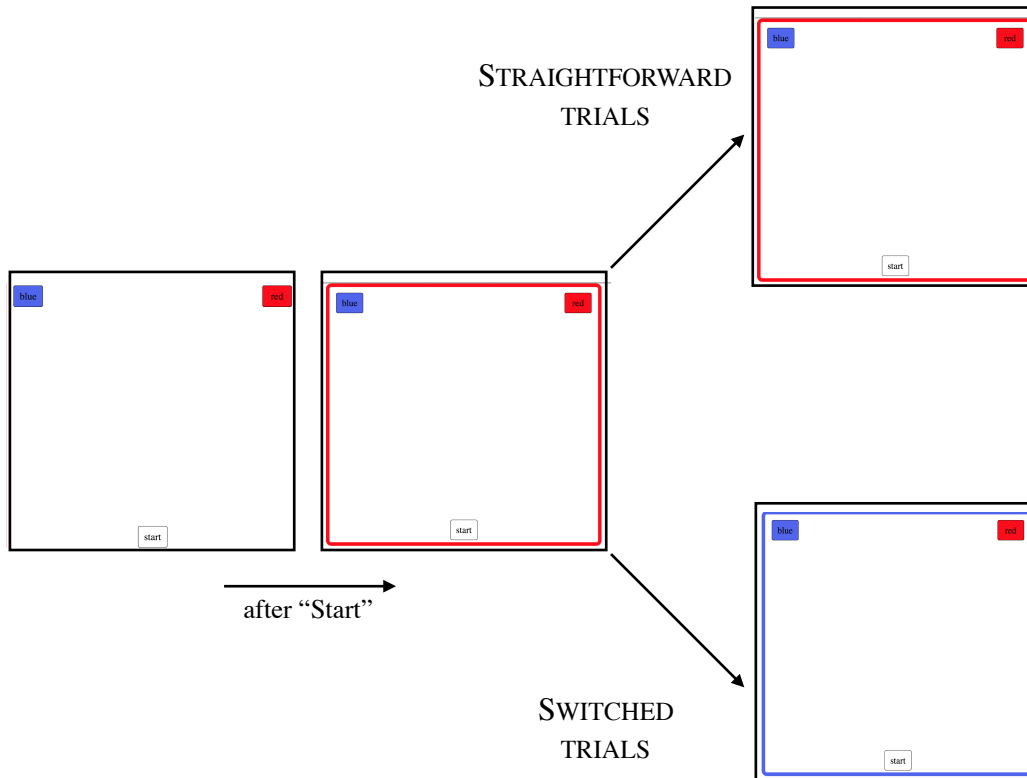 blue
red
start
STRAIGHTFORWARD
TRIALS
blue
red
start
blue
red
start
after “Start”
SWITCHED
TRIALS
blue
red
start